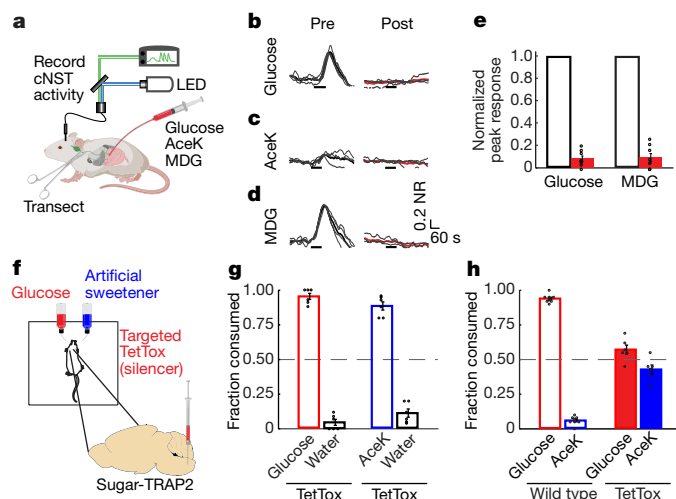 a
Record
cNST
activity
LED
Glucose
AceK
MDG
Transect
b
Pre
Post
Glucose
c
AceK
d
MDG
0.2 NR
60 s
e
Normalized
peak response
1.0
0.8
0.6
0.4
0.2
0
Glucose
MDG
f
Glucose
Artificial
sweetener
Targeted
TetTox
(silencer)
Sugar-TRAP2
g
Fraction consumed
1.00
0.75
0.50
0.25
0
Glucose
Water
AceK
Water
TetTox
TetTox
h
Fraction consumed
1.00
0.75
0.50
0.25
0
Glucose
AceK
Glucose
AceK
Wild type
TetTox